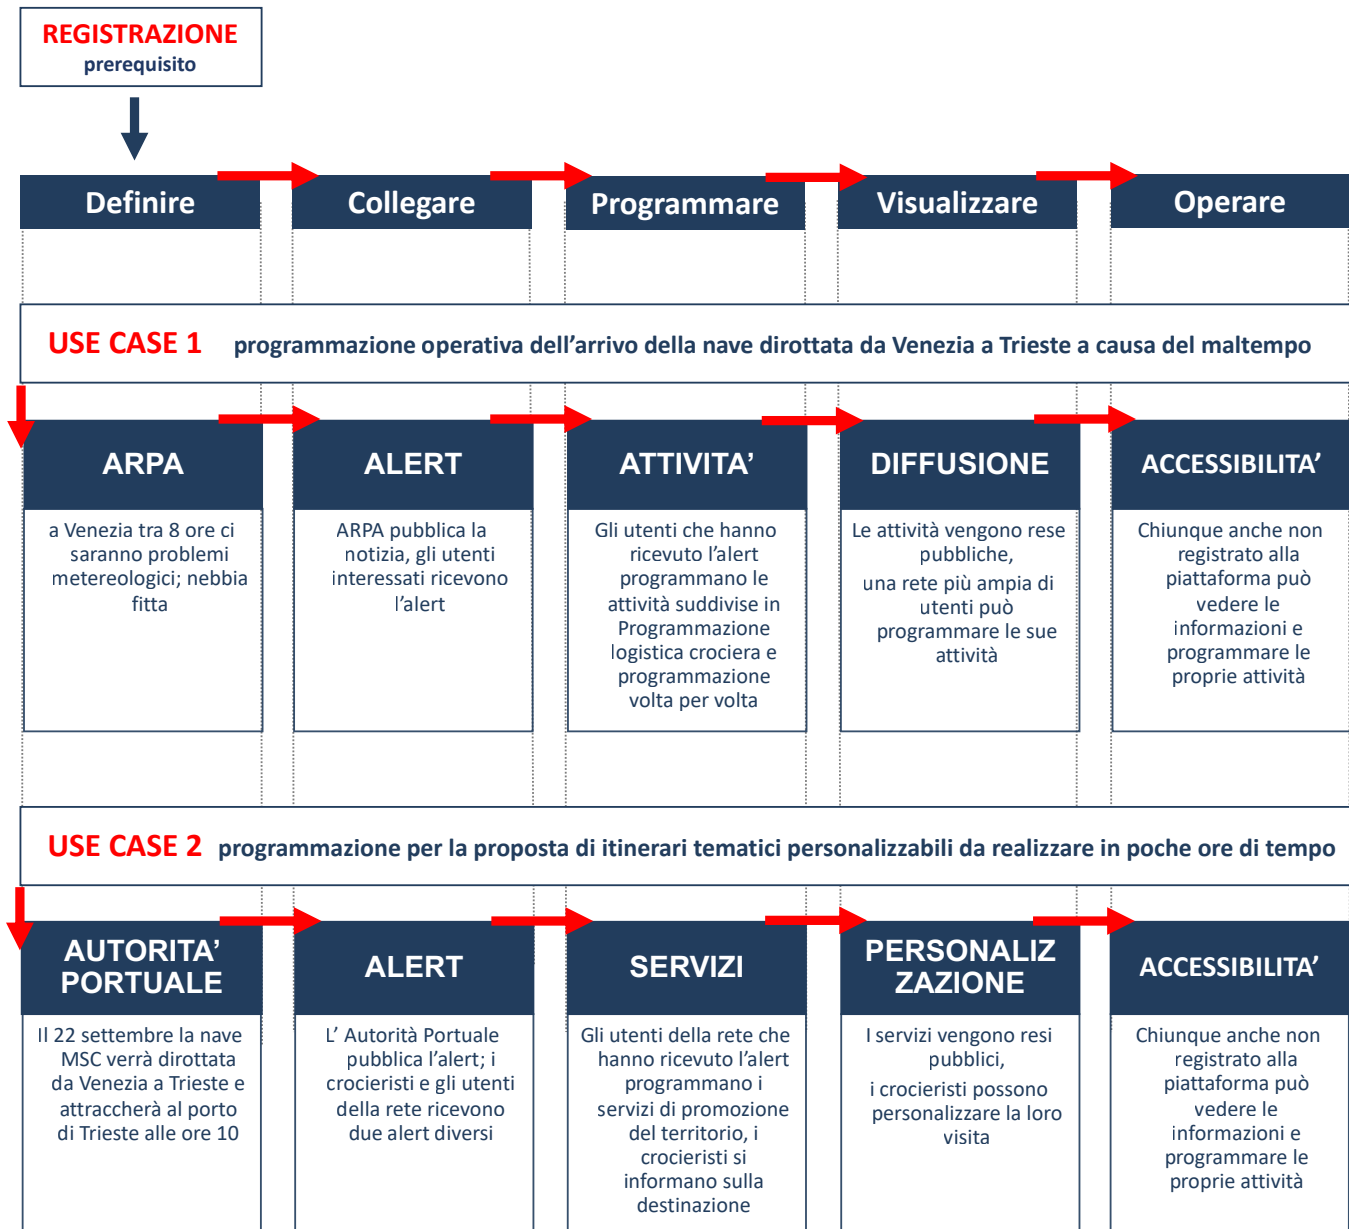 REGISTRAZIONE
prerequisito
Definire
Collegare
Programmare
Visualizzare
Operare
USE CASE 1 programmazione operativa dell’arrivo della nave dirottata da Venezia a Trieste a causa del maltempo
ARPA
a Venezia tra 8 ore ci
saranno problemi
metereologici; nebbia
fitta
ALERT
ARPA pubblica la
notizia, gli utenti
interessati ricevono
l’alert
ATTIVITA’
Gli utenti che hanno
ricevuto l’alert
programmano le
attività suddivise in
Programmazione
logistica crociera e
programmazione
volta per volta
DIFFUSIONE
Le attività vengono rese
pubbliche,
una rete più ampia di
utenti può
programmare le sue
attività
ACCESSIBILITA’
Chiunque anche non
registrato alla
piattaforma può
vedere le
informazioni e
programmare le
proprie attività
USE CASE 2 programmazione per la proposta di itinerari tematici personalizzabili da realizzare in poche ore di tempo
AUTORITA’
PORTUALE
Il 22 settembre la nave
MSC verrà dirottata
da Venezia a Trieste e
attraccherà al porto
di Trieste alle ore 10
ALERT
L’ Autorità Portuale
pubblica l’alert; i
crocieristi e gli utenti
della rete ricevono
due alert diversi
SERVIZI
Gli utenti della rete che
hanno ricevuto l’alert
programmano i
servizi di promozione
del territorio, i
crocieristi si
informano sulla
destinazione
PERSONALIZ
ZAZIONE
I servizi vengono resi
pubblici,
i crocieristi possono
personalizzare la loro
visita
ACCESSIBILITA’
Chiunque anche non
registrato alla
piattaforma può
vedere le
informazioni e
programmare le
proprie attività